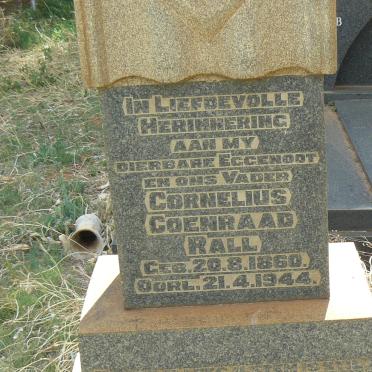 IN LIEFDEVOLLE
HERINNERING
AAN MY
DIERBARE EGGENOOT
EN ONS VADER
CORNELIUS
COENRAAD
RALL
GEB. 20.8.1860.
OORL. 21.4.1944.